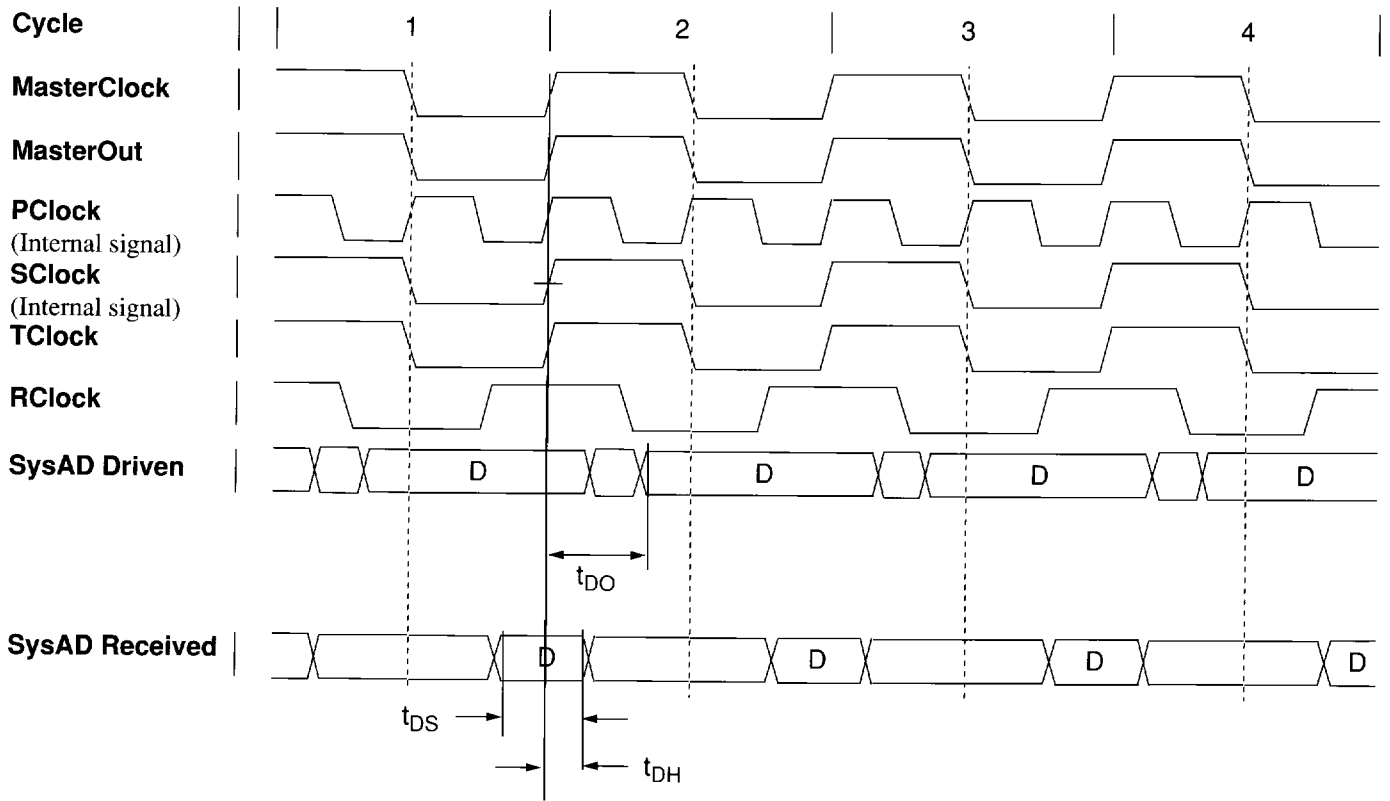 Cycle 1 2 3 4
MasterClock
MasterOut
PClock
(Internal signal)
SClock
(Internal signal)
TClock
RClock
SysAD Driven D D D D
tDO
SysAD Received D D D D
tDS
tDH